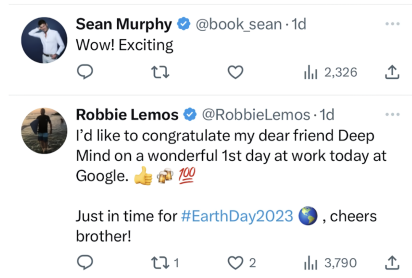 Sean Murphy @book_sean · 1d
Wow! Exciting
2,326
Robbie Lemos @RobbieLemos · 1d
I'd like to congratulate my dear friend Deep
Mind on a wonderful 1st day at work today at
Google. 👍🍻💯
Just in time for #EarthDay2023 🌎 , cheers
brother!
1 2 3,790